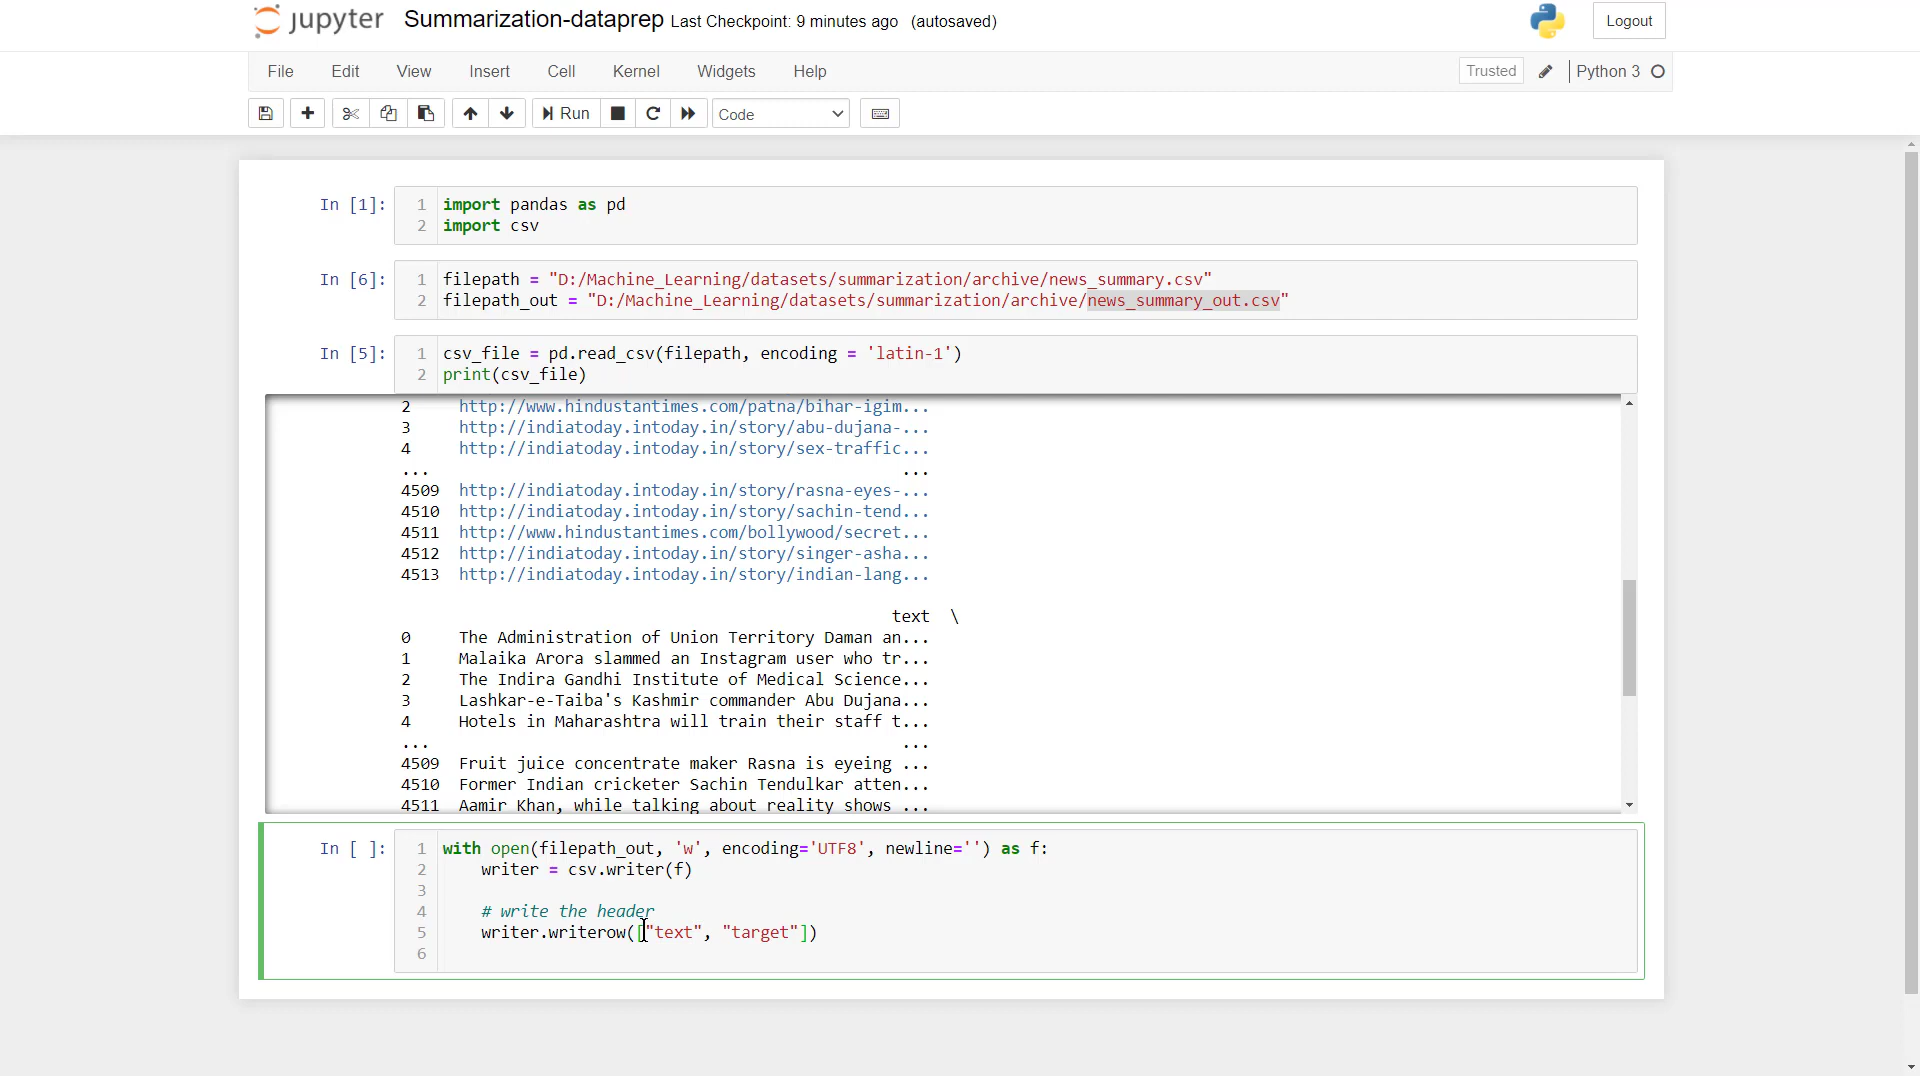 jupyter Summarization-dataprep Last Checkpoint: 9 minutes ago (autosaved) Logout
File Edit View Insert Cell Kernel Widgets Help Trusted Python 3
Run Code
In [1]: 1 import pandas as pd
2 import csv
In [6]: 1 filepath = "D:/Machine_Learning/datasets/summarization/archive/news_summary.csv"
2 filepath_out = "D:/Machine_Learning/datasets/summarization/archive/news_summary_out.csv"
In [5]: 1 csv_file = pd.read_csv(filepath, encoding = 'latin-1')
2 print(csv_file)
2 http://www.hindustantimes.com/patna/bihar-igim...
3 http://indiatoday.intoday.in/story/abu-dujana-...
4 http://indiatoday.intoday.in/story/sex-traffic...
... ...
4509 http://indiatoday.intoday.in/story/rasna-eyes-...
4510 http://indiatoday.intoday.in/story/sachin-tend...
4511 http://www.hindustantimes.com/bollywood/secret...
4512 http://indiatoday.intoday.in/story/singer-asha...
4513 http://indiatoday.intoday.in/story/indian-lang...
text \
0 The Administration of Union Territory Daman an...
1 Malaika Arora slammed an Instagram user who tr...
2 The Indira Gandhi Institute of Medical Science...
3 Lashkar-e-Taiba's Kashmir commander Abu Dujana...
4 Hotels in Maharashtra will train their staff t...
... ...
4509 Fruit juice concentrate maker Rasna is eyeing ...
4510 Former Indian cricketer Sachin Tendulkar atten...
4511 Aamir Khan, while talking about reality shows ...
In [ ]: 1 with open(filepath_out, 'w', encoding='UTF8', newline='') as f:
2 writer = csv.writer(f)
3
4 # write the header
5 writer.writerow(["text", "target"])
6